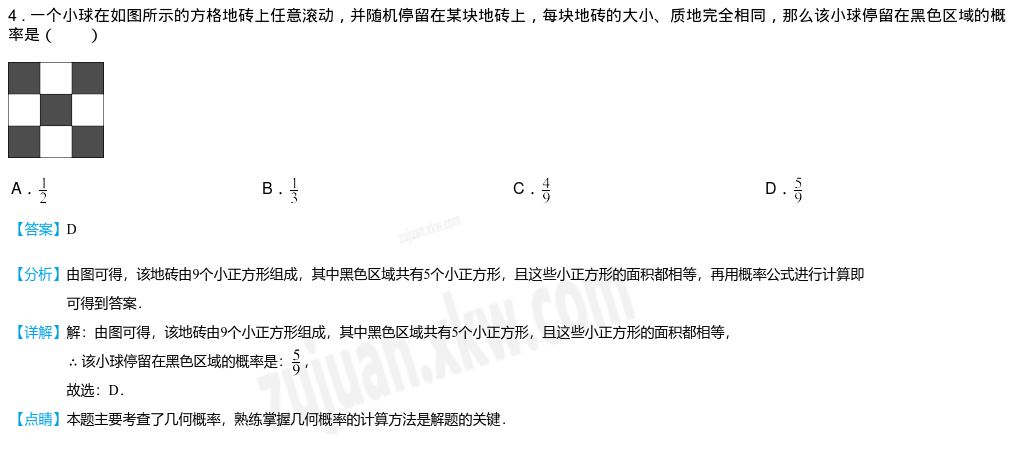 4．一个小球在如图所示的方格地砖上任意滚动，并随机停留在某块地砖上，每块地砖的大小、质地完全相同，那么该小球停留在黑色区域的概
率是（　　）
A．1/2　B．1/3　C．4/9　D．5/9
【答案】D
【分析】由图可得，该地砖由9个小正方形组成，其中黑色区域共有5个小正方形，且这些小正方形的面积都相等，再用概率公式进行计算即
可得到答案．
【详解】解：由图可得，该地砖由9个小正方形组成，其中黑色区域共有5个小正方形，且这些小正方形的面积都相等，
∴该小球停留在黑色区域的概率是：5/9，
故选：D．
【点睛】本题主要考查了几何概率，熟练掌握几何概率的计算方法是解题的关键．
zujuan.xkw.com
zujuan.xkw.com